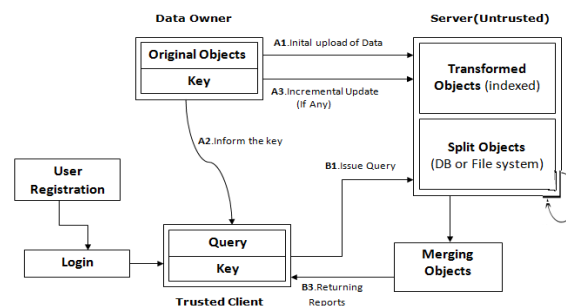 Data Owner
Server(Untrusted)
Original Objects
Key
A1.Inital upload of Data
A3.Incremental Update
(If Any)
Transformed
Objects (indexed)
A2.Inform the key
Split Objects
(DB or File system)
B1.Issue Query
User
Registration
Login
Query
Key
Trusted Client
Merging
Objects
B3.Returning
Reports